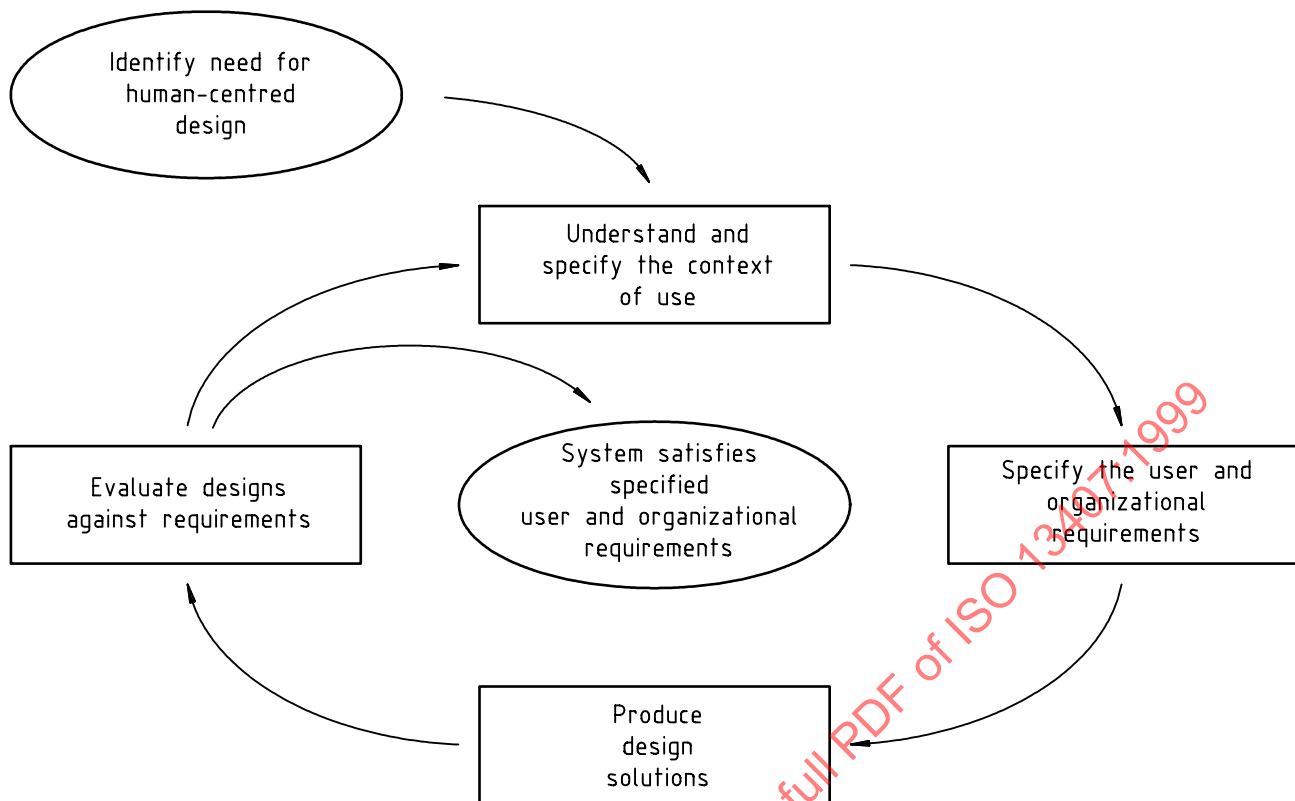 Identify need for
human-centred
design
Understand and
specify the context
of use
Evaluate designs
against requirements
System satisfies
specified
user and organizational
requirements
Specify the user and
organizational
requirements
Produce
design
solutions
full PDF of ISO 13407:1999